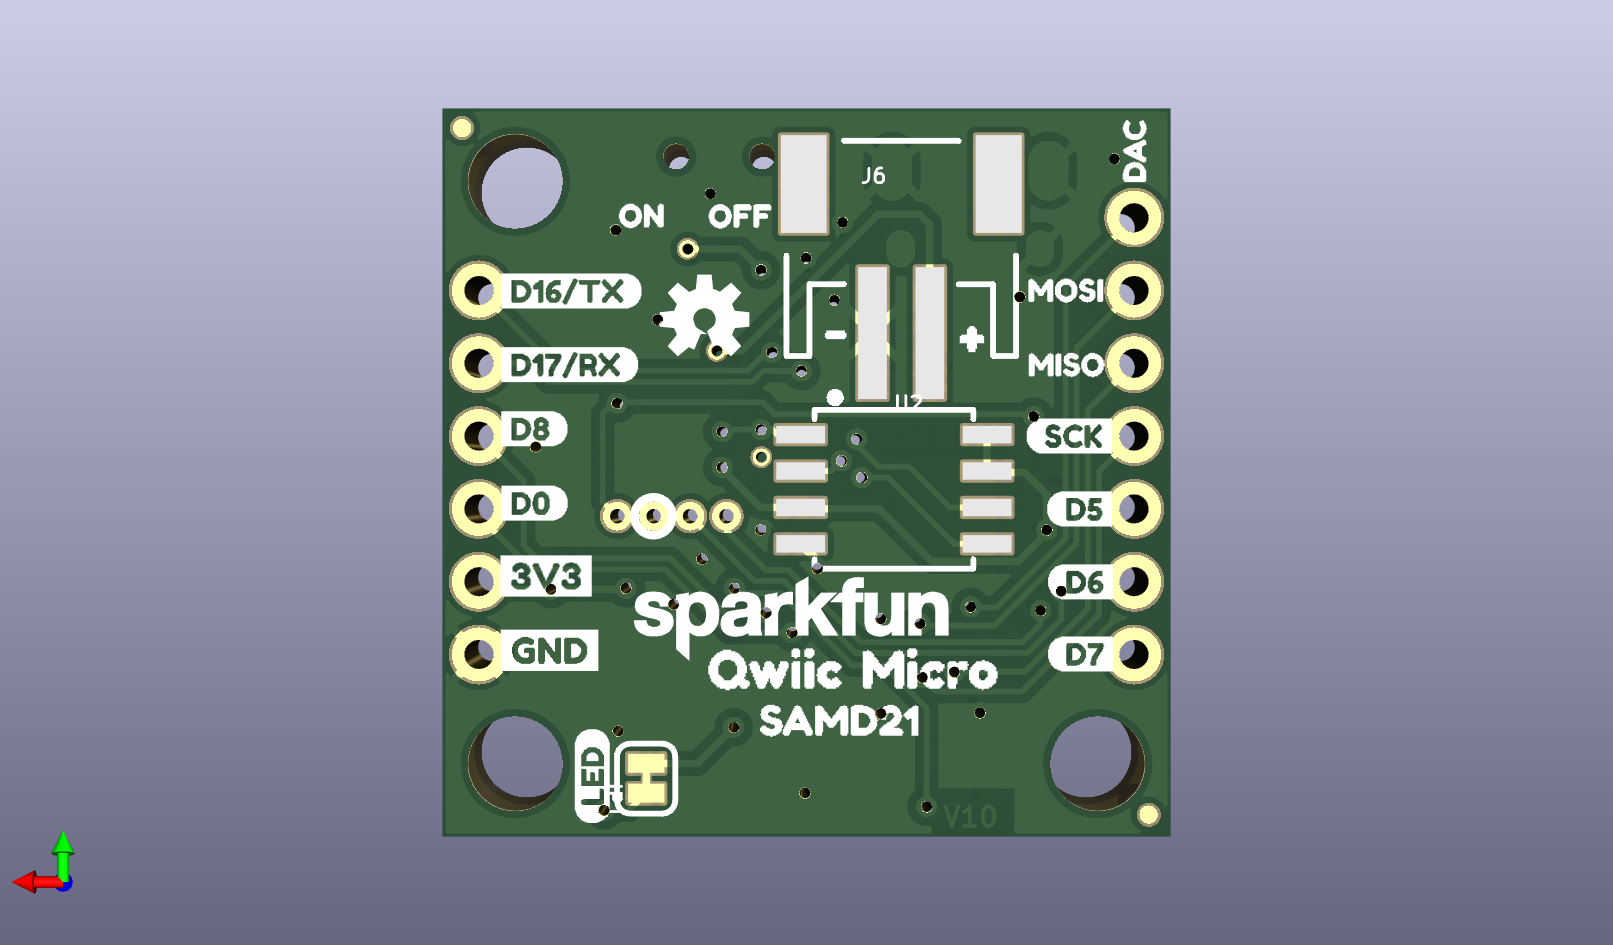 DAC
J6
ON OFF
D16/TX
MOSI
D17/RX
MISO
U2
D8
SCK
D0
D5
3V3
D6
sparkfun
GND
Qwiic Micro
D7
SAMD21
LED
V10